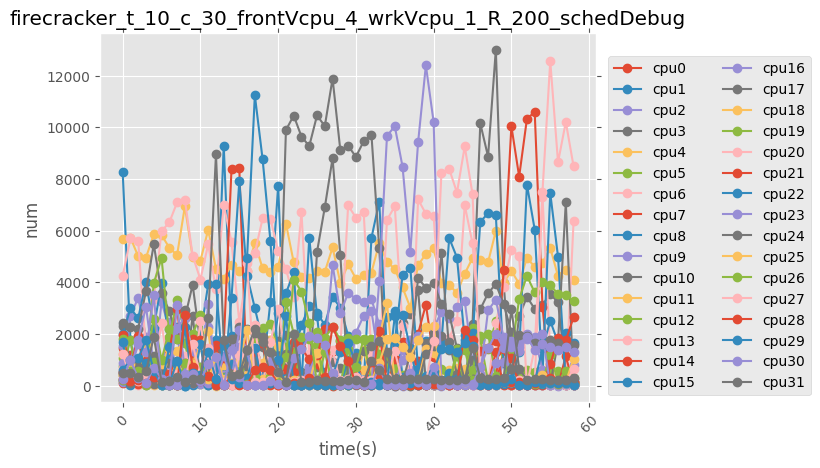 firecracker_t_10_c_30_frontVcpu_4_wrkVcpu_1_R_200_schedDebug
12000
10000
8000
6000
4000
2000
0
num
0
10
20
30
40
50
60
time(s)
cpu0
cpu1
cpu2
cpu3
cpu4
cpu5
cpu6
cpu7
cpu8
cpu9
cpu10
cpu11
cpu12
cpu13
cpu14
cpu15
cpu16
cpu17
cpu18
cpu19
cpu20
cpu21
cpu22
cpu23
cpu24
cpu25
cpu26
cpu27
cpu28
cpu29
cpu30
cpu31